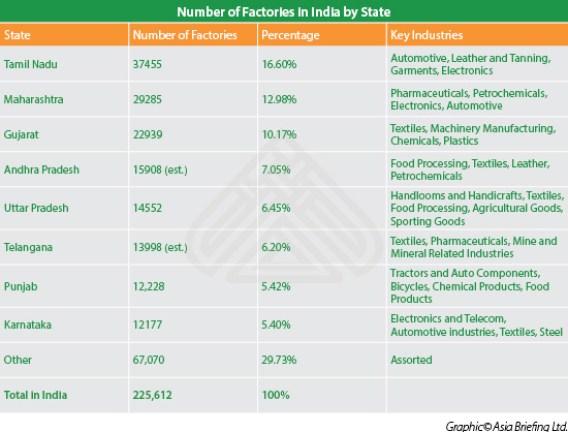 Number of Factories in India by State
State Number of Factories Percentage Key Industries
Tamil Nadu 37455 16.60% Automotive, Leather and Tanning,
Garments, Electronics
Maharashtra 29285 12.98% Pharmaceuticals, Petrochemicals,
Electronics, Automotive
Gujarat 22939 10.17% Textiles, Machinery Manufacturing,
Chemicals, Plastics
Andhra Pradesh 15908 (est.) 7.05% Food Processing, Textiles, Leather,
Petrochemicals
Uttar Pradesh 14552 6.45% Handlooms and Handicrafts, Textiles,
Food Processing, Agricultural Goods,
Sporting Goods
Telangana 13998 (est.) 6.20% Textiles, Pharmaceuticals, Mine and
Mineral Related Industries
Punjab 12,228 5.42% Tractors and Auto Components,
Bicycles, Chemical Products, Food
Products
Karnataka 12177 5.40% Electronics and Telecom,
Automotive industries, Textiles, Steel
Other 67,070 29.73% Assorted
Total in India 225,612 100%
Graphic© Asia Briefing Ltd.